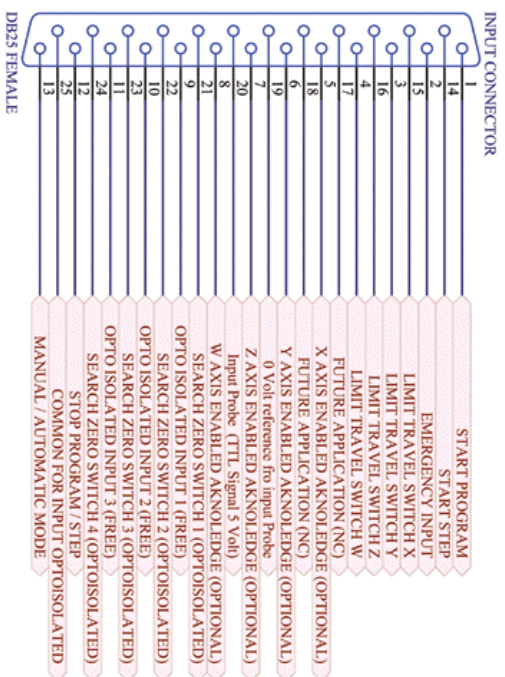 INPUT CONNECTOR
1 START PROGRAM
14 START STEP
2 EMERGENCY INPUT
15 LIMIT TRAVEL SWITCH X
3 LIMIT TRAVEL SWITCH Y
16 LIMIT TRAVEL SWITCH Z
4 LIMIT TRAVEL SWITCH W
17 FUTURE APPLICATION (NC)
5 X AXIS ENABLED AKNOLEDGE (OPTIONAL)
18 FUTURE APPLICATION (NC)
6 Y AXIS ENABLED AKNOLEDGE (OPTIONAL)
19 0 Volt reference fro input Probe
7 Z AXIS ENABLED AKNOLEDGE (OPTIONAL)
20 Input Probe (TTL Signal 5 Volt)
8 W AXIS ENABLED AKNOLEDGE (OPTIONAL)
21 SEARCH ZERO SWITCH 1 (OPTOISOLATED)
9 OPTO ISOLATED INPUT 1 (FREE)
22 SEARCH ZERO SWITCH 2 (OPTOISOLATED)
10 OPTO ISOLATED INPUT 2 (FREE)
23 SEARCH ZERO SWITCH 3 (OPTOISOLATED)
11 OPTO ISOLATED INPUT 3 (FREE)
24 SEARCH ZERO SWITCH 4 (OPTOISOLATED)
12 STOP PROGRAM / STEP
25 COMMON FOR INPUT OPTOISOLATED
13 MANUAL / AUTOMATIC MODE
DB25 FEMALE